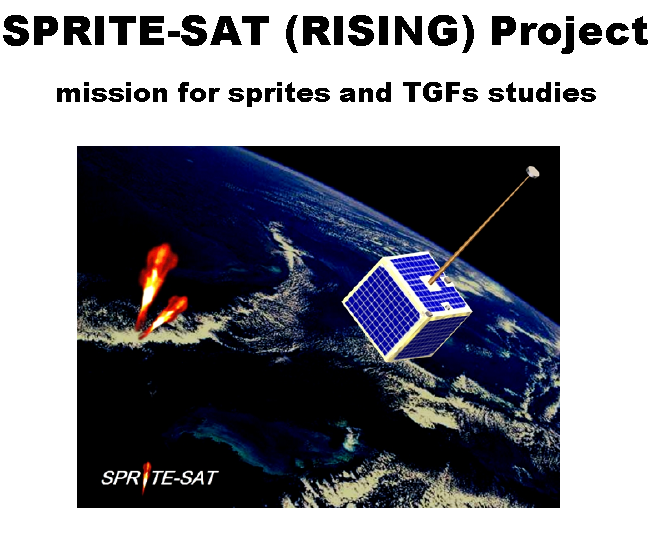 SPRITE-SAT (RISING) Project
mission for sprites and TGFs studies
SPRITE-SAT